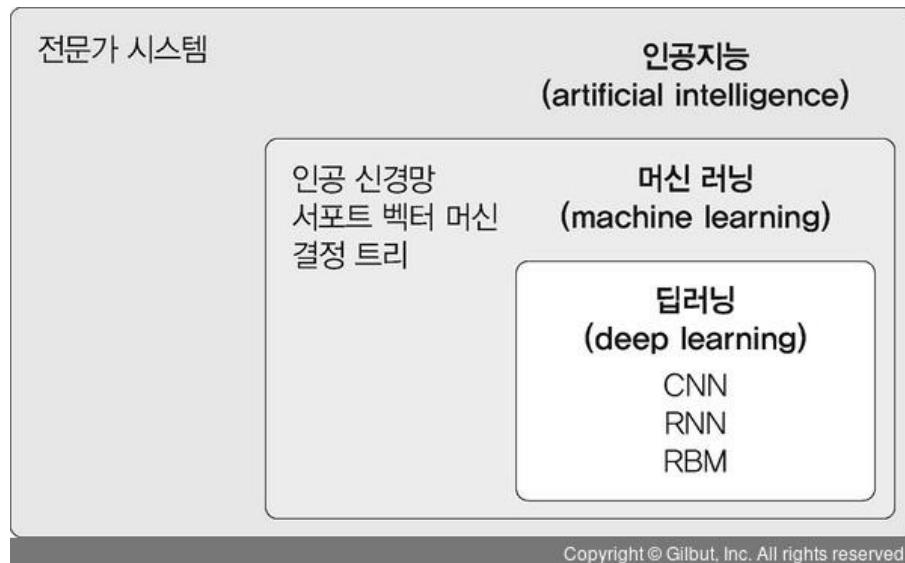 전문가 시스템
인공지능
(artificial intelligence)
인공 신경망
서포트 벡터 머신
결정 트리
머신 러닝
(machine learning)
딥러닝
(deep learning)
CNN
RNN
RBM
Copyright © Gilbut, Inc. All rights reserved